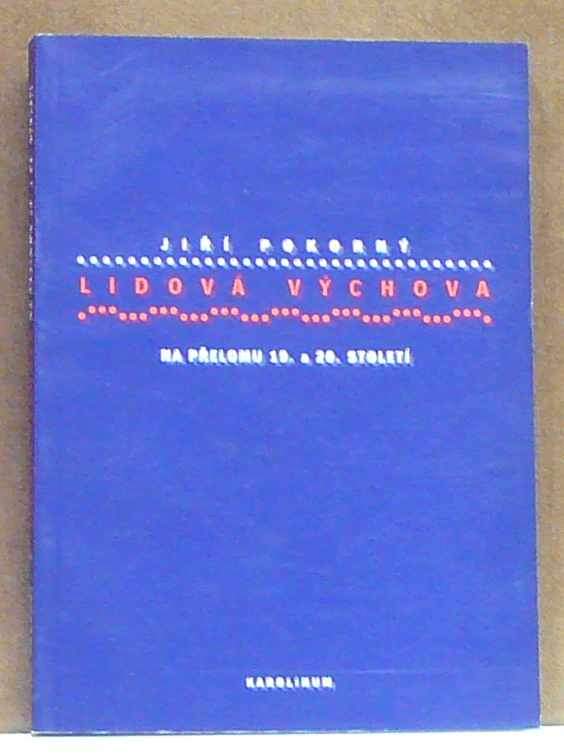 JIŘÍ POKORNÝ
LIDOVÁ VÝCHOVA
NA PŘELOMU 19. a 20. STOLETÍ
KAROLINUM